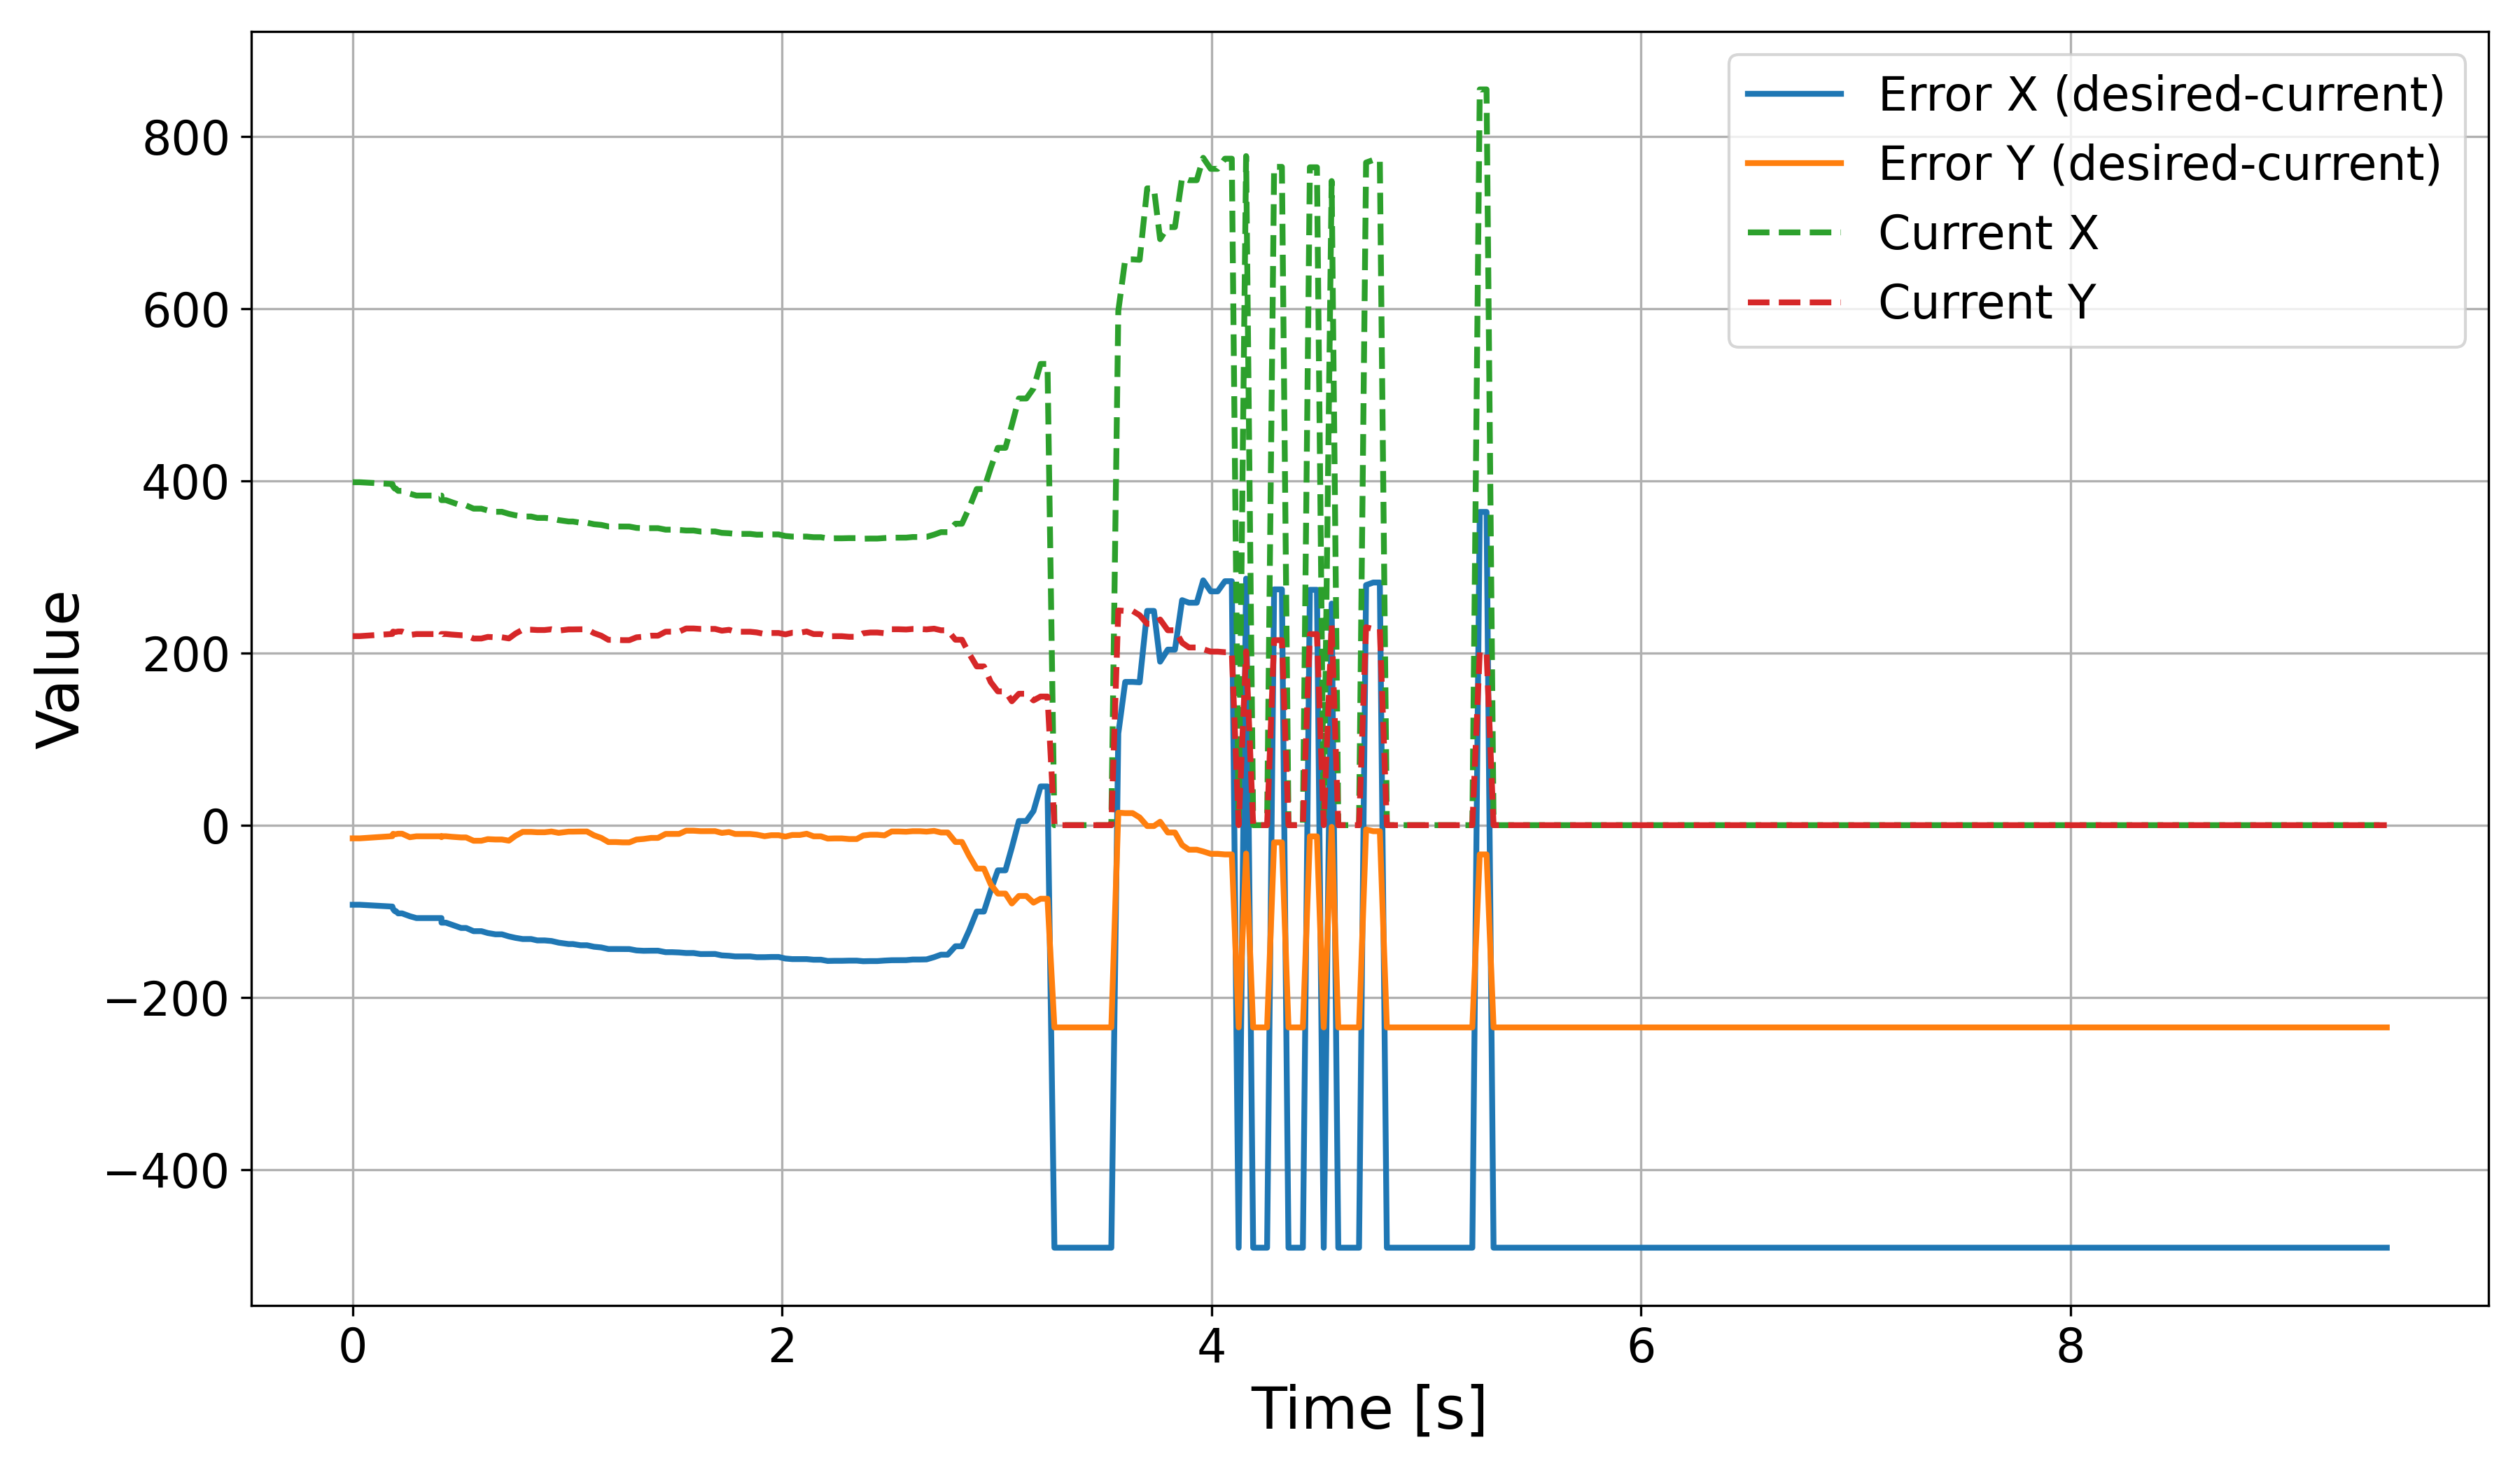 Error X (desired-current)
Error Y (desired-current)
Current X
Current Y
800
600
400
200
0
−200
−400
Value
0 2 4 6 8
Time [s]